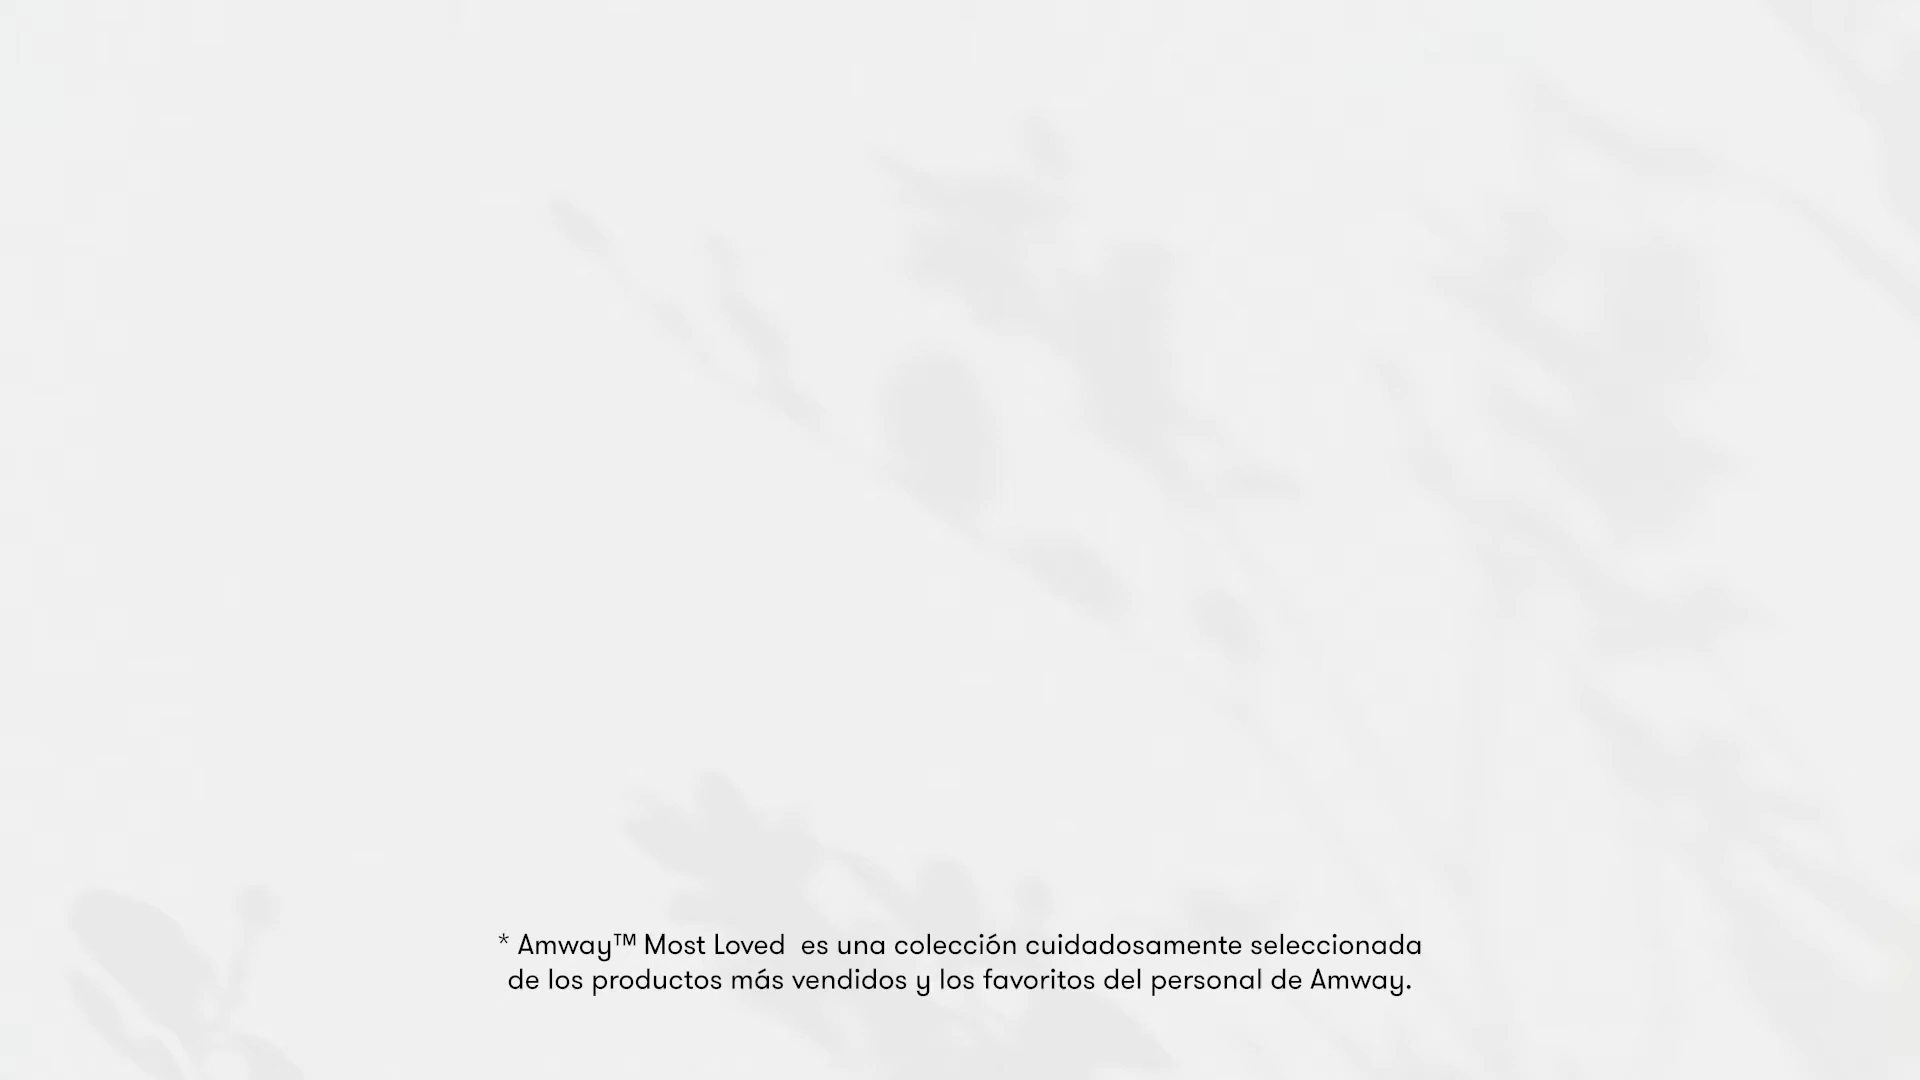 * Amway™ Most Loved  es una colección cuidadosamente seleccionada
de los productos más vendidos y los favoritos del personal de Amway.